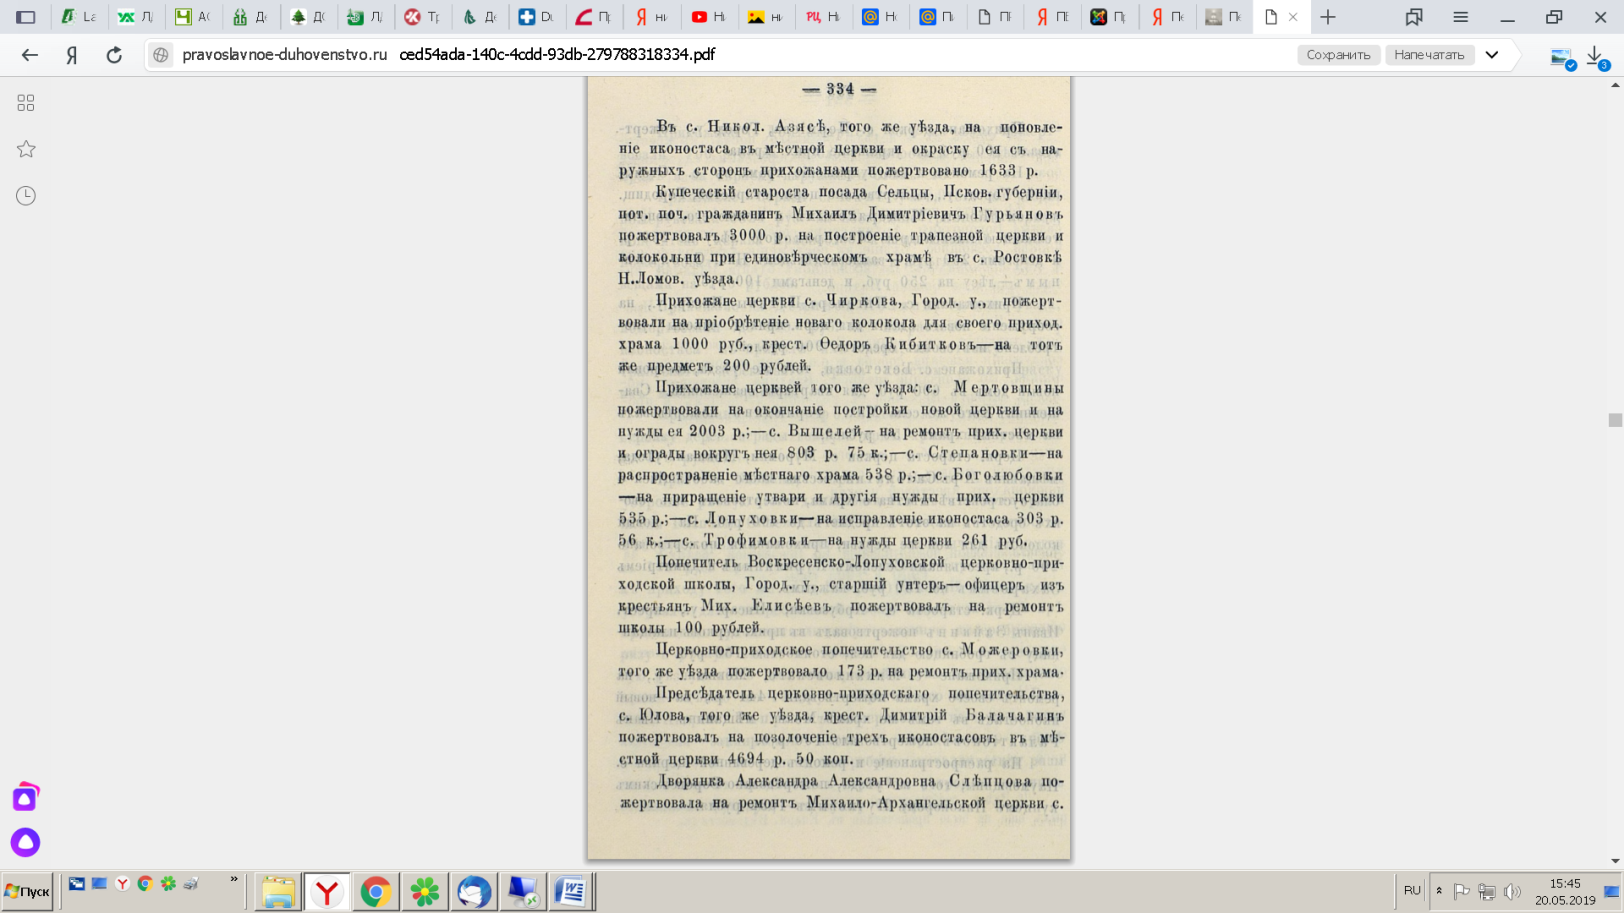 pravoslavnoe-duhovenstvo.ru ced54ada-140c-4cdd-93db-279788318334.pdf
Сохранить Напечатать
3
— 334 —
Въ с. Никол. Азясѣ, того же уѣзда, на поновле-
ніе иконостаса въ мѣстной церкви и окраску ея съ на-
ружныхъ сторонъ прихожанами пожертвовано 1633 р.
Купеческій староста посада Сельцы, Псков. губерніи,
пот. поч. гражданинъ Михаилъ Димитріевичъ Гурьяновъ
пожертвовалъ 3000 р. на построеніе трапезной церкви и
колокольни при единовѣрческомъ храмѣ въ с. Ростовкѣ
Н.Ломов. уѣзда.
Прихожане церкви с. Чиркова, Город. у., пожерт-
вовали на пріобрѣтеніе новаго колокола для своего приход.
храма 1000 руб., крест. Ѳедоръ Кибитковъ—на тотъ
же предметъ 200 рублей.
Прихожане церквей того же уѣзда: с. Мертовщины
пожертвовали на окончаніе постройки новой церкви и на
нужды ея 2003 р.;—с. Вышелей—на ремонтъ прих. церкви
и ограды вокругъ нея 803 р. 75 к.;—с. Степановки—на
распространеніе мѣстнаго храма 538 р.;—с. Боголюбовки
—на приращеніе утвари и другія нужды прих. церкви
535 р.;—с. Лопуховки—на исправленіе иконостаса 303 р.
56 к.;—с. Трофимовки—на нужды церкви 261 руб.
Попечитель Воскресенско-Лопуховской церковно-при-
ходской школы, Город. у., старшій унтеръ—офицеръ изъ
крестьянъ Мих. Елисѣевъ пожертвовалъ на ремонтъ
школы 100 рублей.
Церковно-приходское попечительство с. Можеровки,
того же уѣзда пожертвовало 173 р. на ремонтъ прих. храма.
Предсѣдатель церковно-приходскаго попечительства,
с. Юлова, того же уѣзда, крест. Димитрій Балачагинъ
пожертвовалъ на позолоченіе трехъ иконостасовъ въ мѣ-
стной церкви 4694 р. 50 коп.
Дворянка Александра Александровна Слѣпцова по-
жертвовала на ремонтъ Михаило-Архангельской церкви с.
Пуск
RU
15:45
20.05.2019